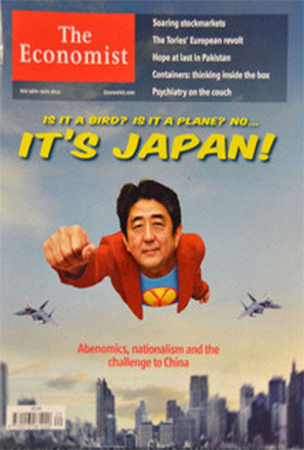 The
Economist
MAY 18TH-24TH 2013
Economist.com
Soaring stockmarkets
The Tories' European revolt
Hope at last in Pakistan
Containers: thinking inside the box
Psychiatry on the couch
IS IT A BIRD? IS IT A PLANE? NO...
IT'S JAPAN!
Abenomics, nationalism and the
challenge to China